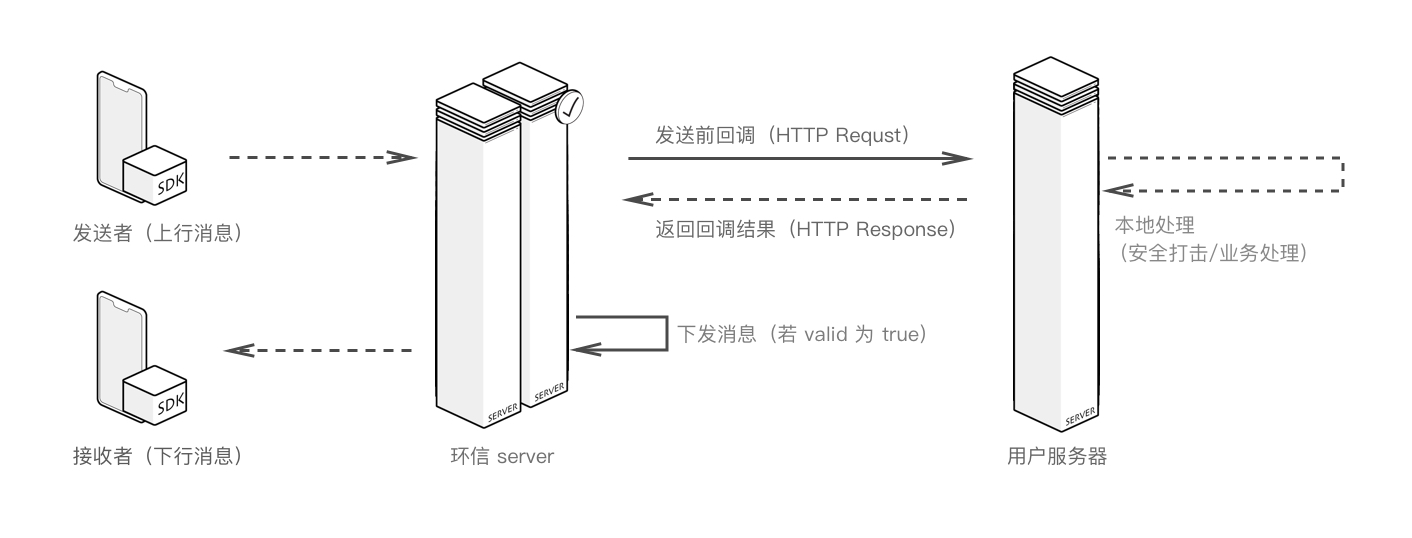 发送前回调（HTTP Requst）
SDK
返回回调结果（HTTP Response）
发送者（上行消息）
本地处理
（安全打击/业务处理）
下发消息（若 valid 为 true）
SDK
SERVER
SERVER
SERVER
接收者（下行消息）
环信 server
用户服务器